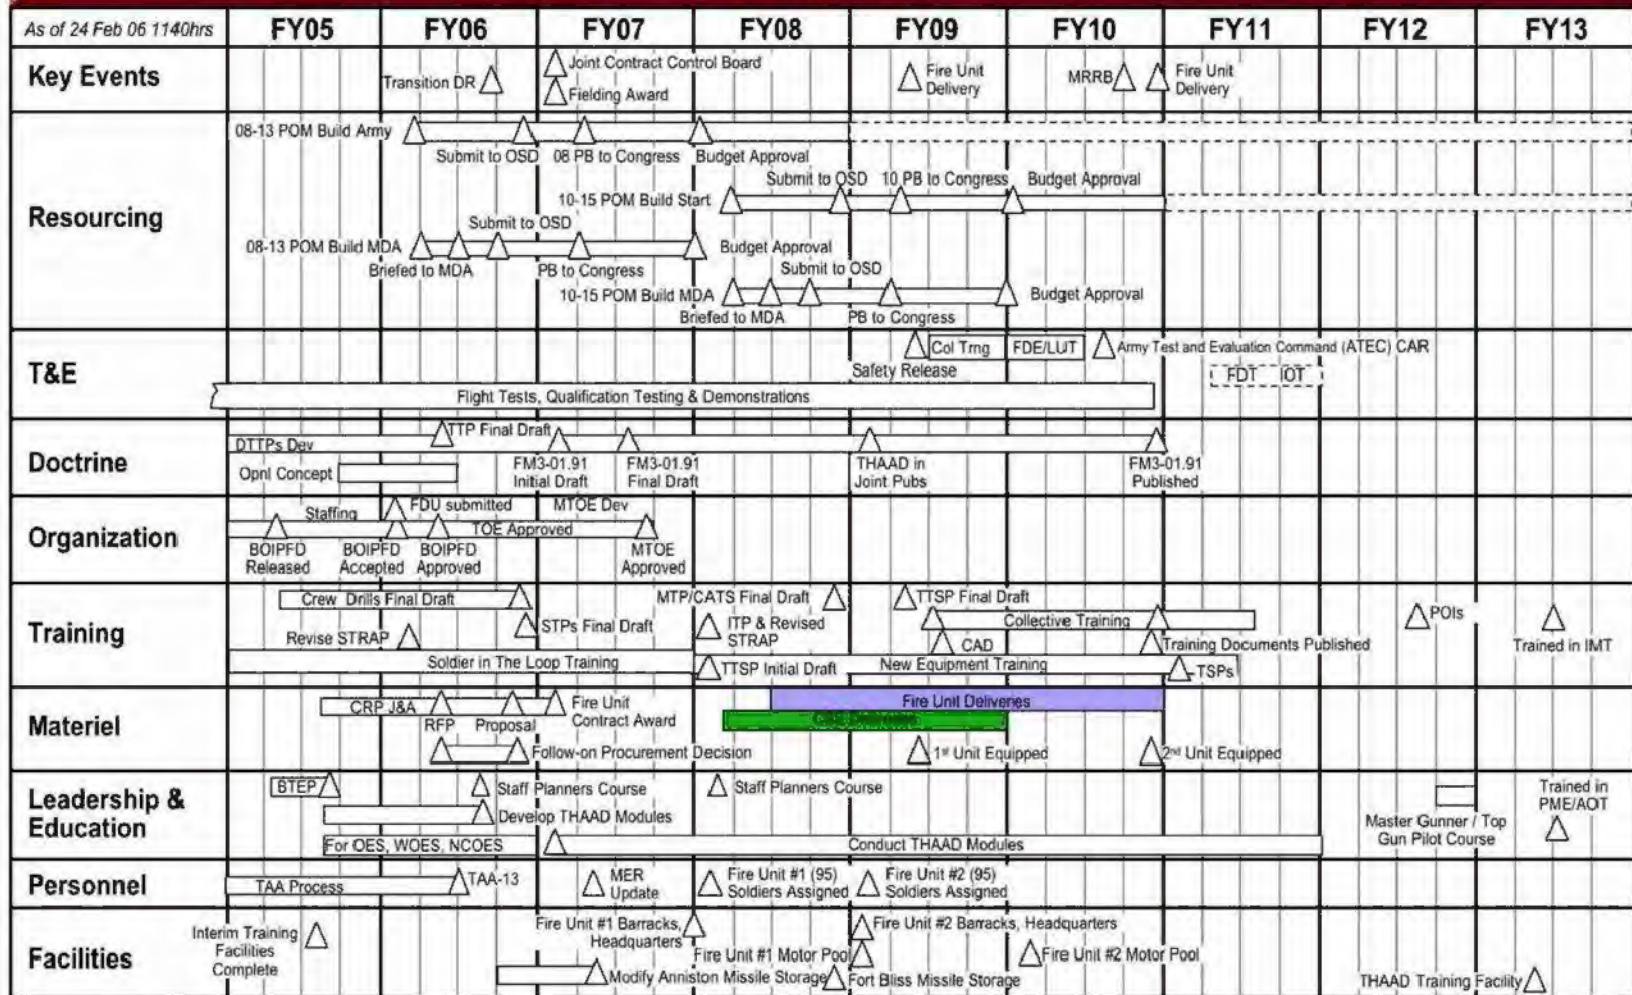 As of 24 Feb 06 1140hrs FY05 FY06 FY07 FY08 FY09 FY10 FY11 FY12 FY13
Key Events
Transition DR
Joint Contract Control Board
Fielding Award
Fire Unit
Delivery
MRRB
Fire Unit
Delivery
Resourcing
08-13 POM Build Army
Submit to OSD 08 PB to Congress Budget Approval
Submit to OSD 10 PB to Congress Budget Approval
10-15 POM Build Start
Submit to OSD
08-13 POM Build MDA Budget Approval
Briefed to MDA PB to Congress
Submit to OSD
10-15 POM Build MDA Budget Approval
Briefed to MDA PB to Congress
T&E
Col Trng FDE/LUT Army Test and Evaluation Command (ATEC) CAIR
Safety Release
FDT IOT
Flight Tests, Qualification Testing & Demonstrations
Doctrine
TTP Final Draft
DTTPs Dev
Opnl Concept
FM3-01.91
Initial Draft
FM3-01.91
Final Draft
THAAD in
Joint Pubs
FM3-01.91
Published
Organization
Staffing
FDU submitted
MTOE Dev
TOE Approved
BOIPFD
Released
BOIPFD
Accepted
BOIPFD
Approved
MTOE
Approved
Training
Crew Drills Final Draft
MTP/CATS Final Draft
TTSP Final Draft
Revise STRAP
STPs Final Draft
ITP & Revised
STRAP
Collective Training
CAD
Training Documents Published
POIs
Trained in IMT
Soldier in The Loop Training
TTSP Initial Draft
New Equipment Training
TSPs
Materiel
CRP J&A
RFP
Proposal
Fire Unit
Contract Award
Fire Unit Deliveries
Follow-on Procurement Decision
1st Unit Equipped
2nd Unit Equipped
Leadership &
Education
BTEP
Staff Planners Course
Staff Planners Course
Develop THAAD Modules
For OES, WOES, NCOES
Conduct THAAD Modules
Master Gunner / Top
Gun Pilot Course
Trained in
PME/AOT
Personnel
TAA Process
TAA-13
MER
Update
Fire Unit #1 (95)
Soldiers Assigned
Fire Unit #2 (95)
Soldiers Assigned
Facilities
Interim Training
Facilities
Complete
Fire Unit #1 Barracks,
Headquarters
Fire Unit #2 Barracks, Headquarters
Fire Unit #1 Motor Pool
Fire Unit #2 Motor Pool
Modify Anniston Missile Storage
Fort Bliss Missile Storage
THAAD Training Facility